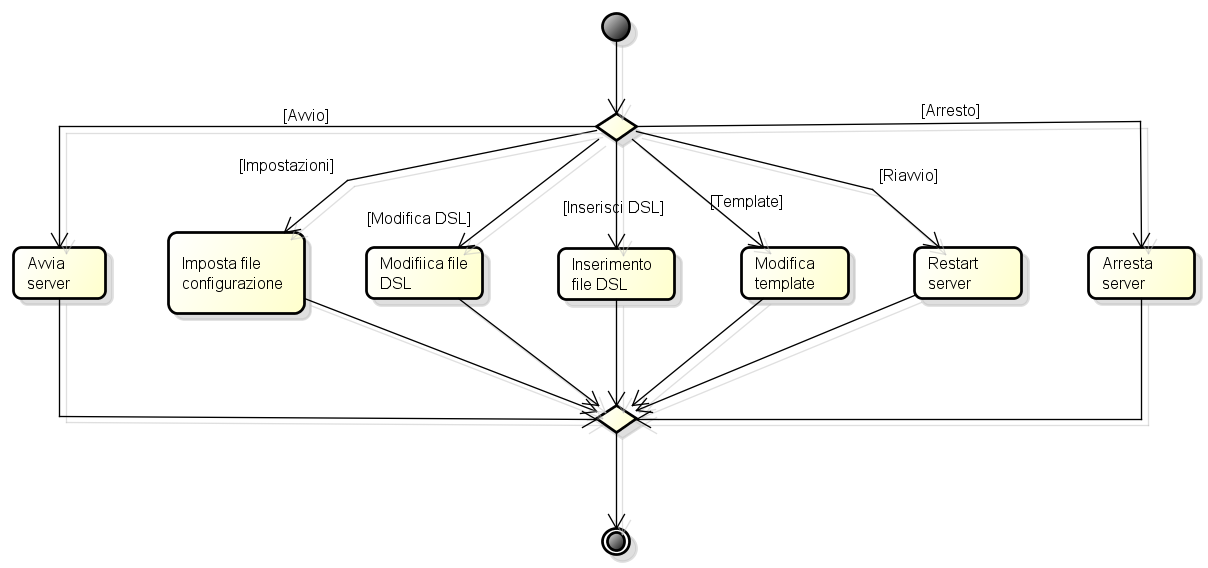 [Avvio]
[Arresto]
[Impostazioni]
[Riavvio]
[Modifica DSL]
[Inserisci DSL]
[Template]
Avvia
server
Imposta file
configurazione
Modifiica file
DSL
Inserimento
file DSL
Modifica
template
Restart
server
Arresta
server